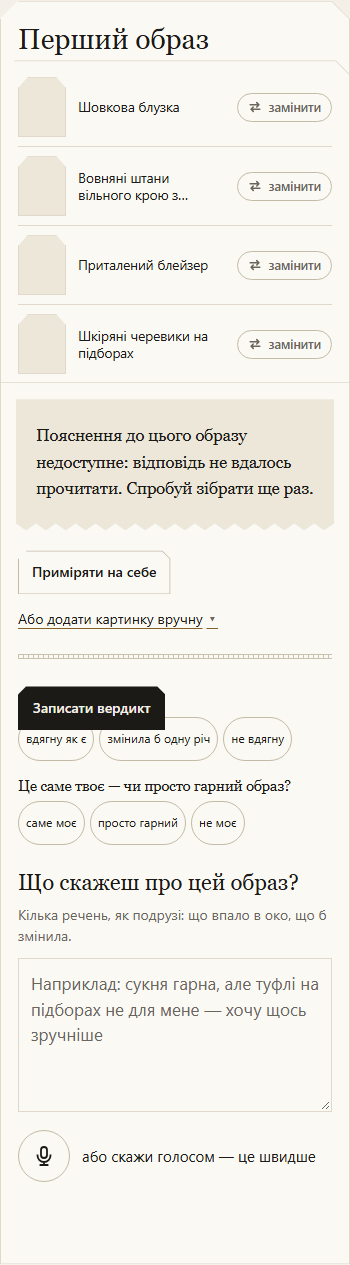 Перший образ
Шовкова блузка
замінити
Вовняні штани
вільного крою з...
замінити
Приталений блейзер
замінити
Шкіряні черевики на
підборах
замінити
Пояснення до цього образу
недоступне: відповідь не вдалось
прочитати. Спробуй зібрати ще раз.
Приміряти на себе
Або додати картинку вручну
Записати вердикт
вдягну як є
змінила б одну річ
не вдягну
Це саме твоє — чи просто гарний образ?
саме моє
просто гарний
не моє
Що скажеш про цей образ?
Кілька речень, як подрузі: що впало в око, що б
змінила.
Наприклад: сукня гарна, але туфлі на
підборах не для мене — хочу щось
зручніше
або скажи голосом — це швидше